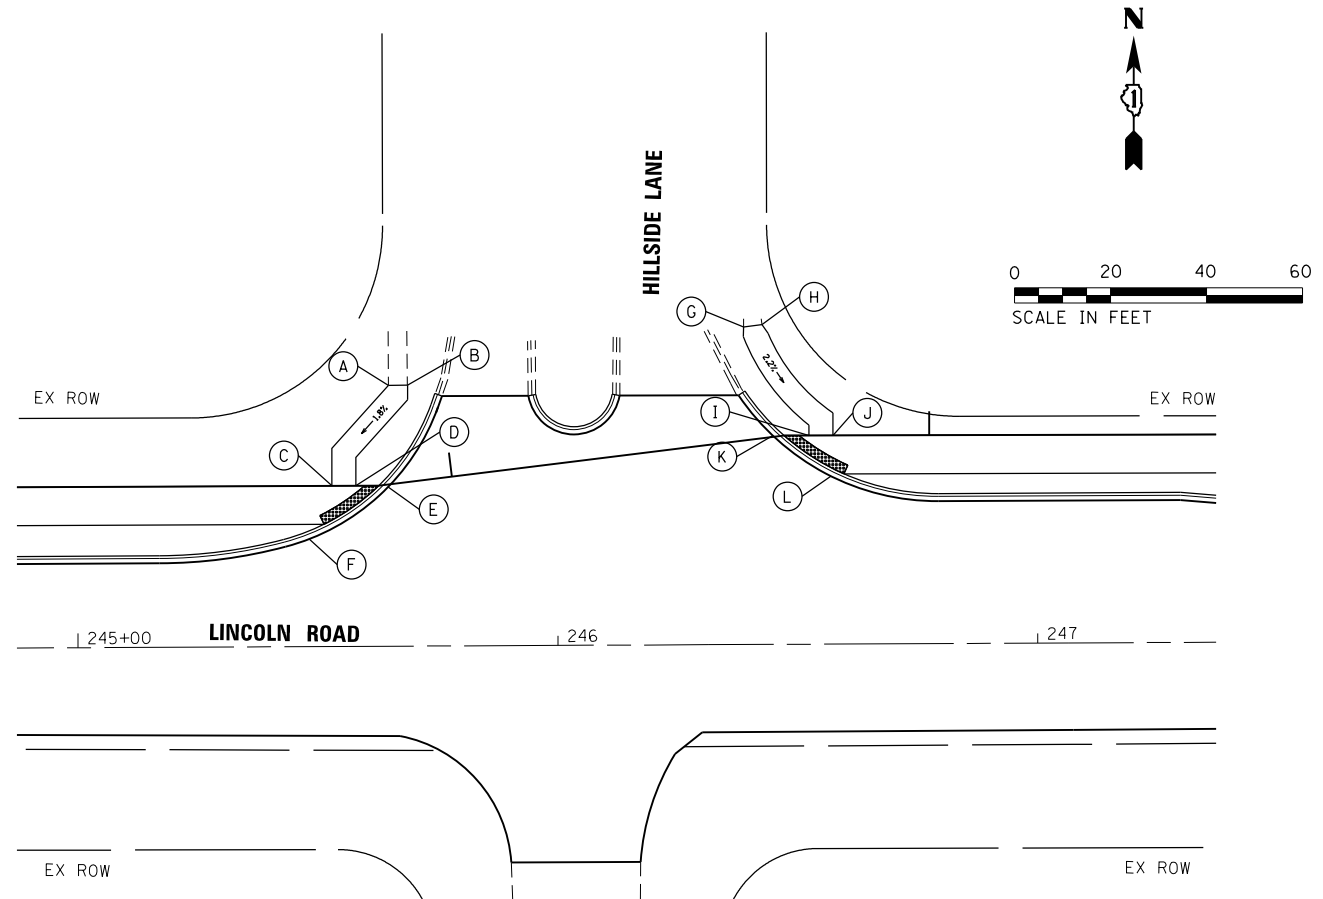 N
1
HILLSIDE LANE
0 20 40 60
SCALE IN FEET
H
G
2.2%
A
B
EX ROW
EX ROW
1.8%
I
J
D
C
K
L
E
F
245+00
LINCOLN ROAD
246
247
EX ROW
EX ROW